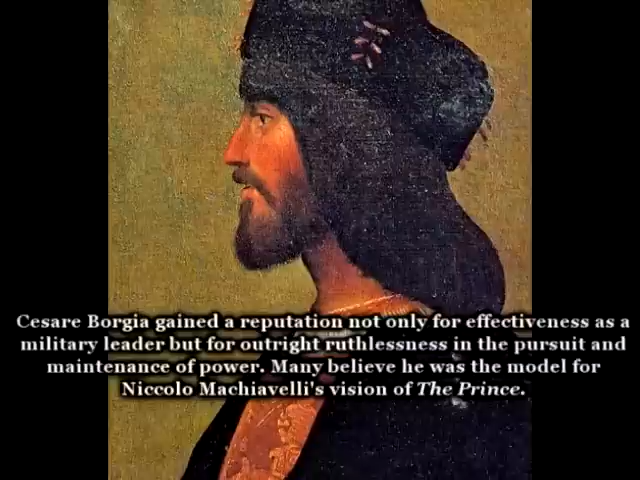 Cesare Borgia gained a reputation not only for effectiveness as a
military leader but for outright ruthlessness in the pursuit and
maintenance of power. Many believe he was the model for
Niccolo Machiavelli's vision of The Prince.